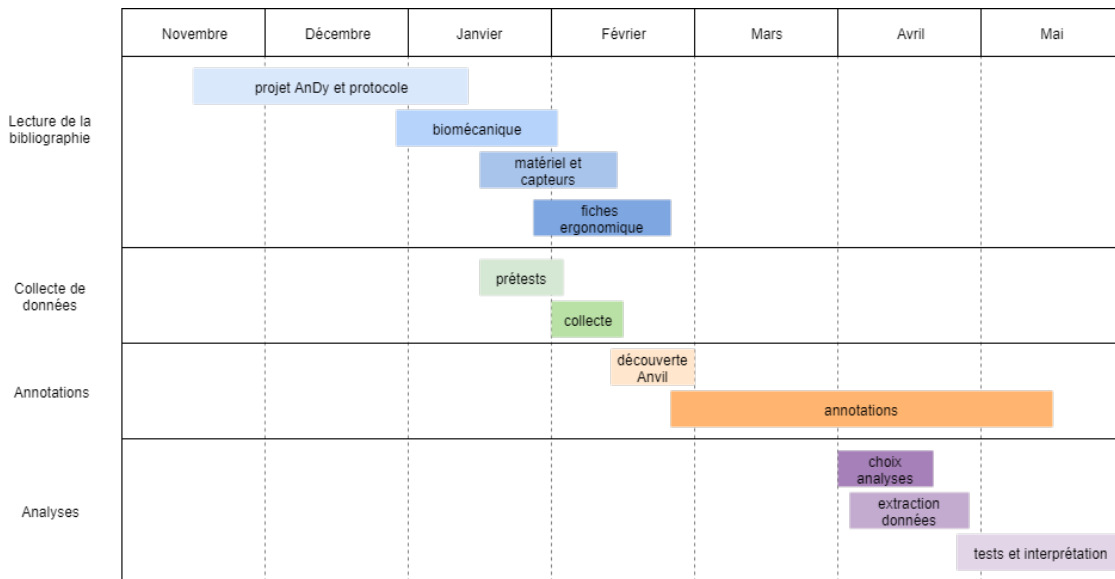 Novembre
Décembre
Janvier
Février
Mars
Avril
Mai
Lecture de la
bibliographie
projet AnDy et protocole
biomécanique
matériel et
capteurs
fiches
ergonomique
Collecte de
données
prétests
collecte
Annotations
découverte
Anvil
annotations
Analyses
choix
analyses
extraction
données
tests et interprétation